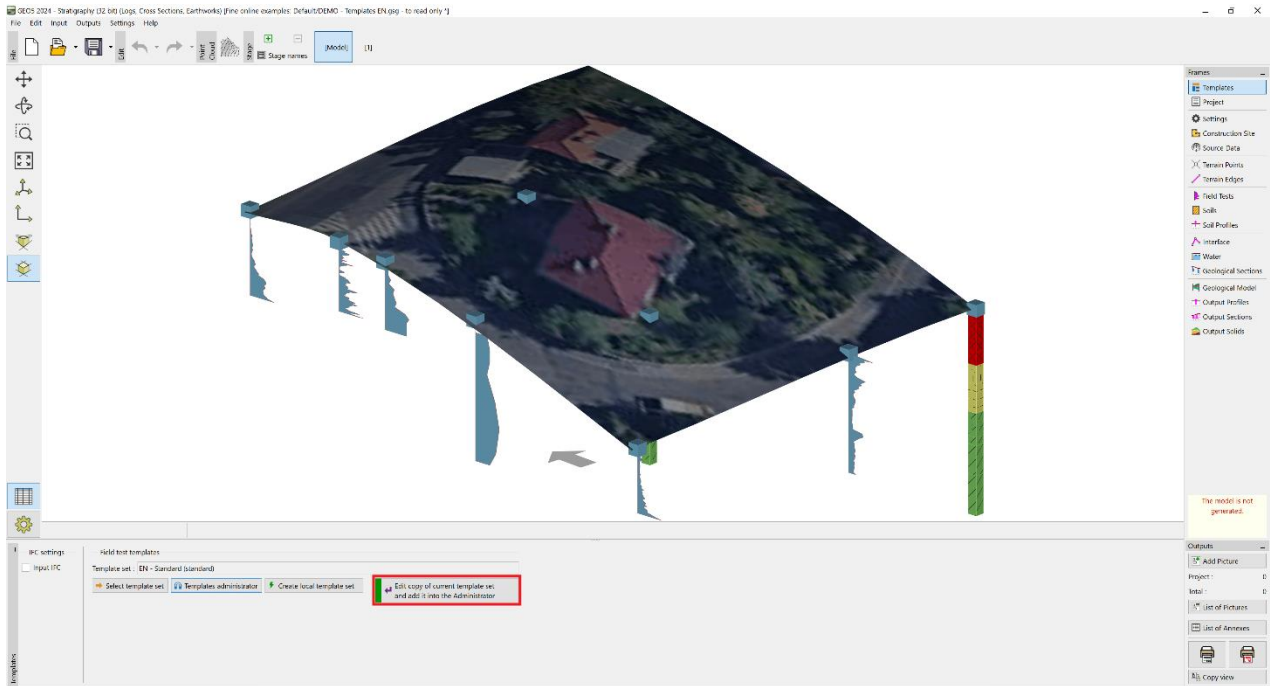 GEO5 2024 - Stratigraphy (32 bit) (Logs, Cross Sections, Earthworks) [Fine online examples: Default/DEMO - Templates EN.gsg - to read only *]
File Edit Input Outputs Settings Help
File
Edit
Point
Cloud
Stage
Stage names
[Model]
[1]
Frames
Templates
Project
Settings
Construction Site
Source Data
Terrain Points
Terrain Edges
Field Tests
Soils
Soil Profiles
Interface
Water
Geological Sections
Geological Model
Output Profiles
Output Sections
Output Solids
The model is not
generated.
IFC settings
Input IFC
Field test templates
Template set : EN - Standard (standard)
Select template set
Templates administrator
Create local template set
Edit copy of current template set
and add it into the Administrator
Templates
Outputs
Add Picture
Project : 0
Total : 0
List of Pictures
List of Annexes
Copy view